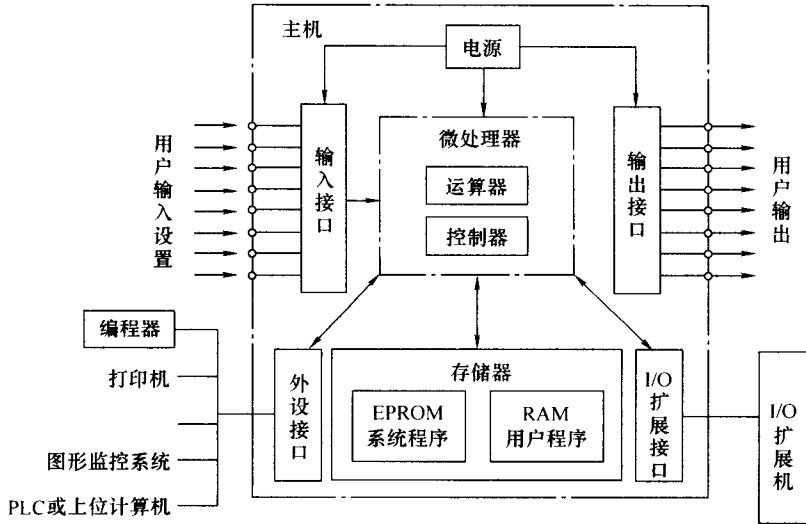 主机
电源
用户输入设置
输入接口
微处理器
运算器
控制器
输出接口
用户输出
编程器
打印机
图形监控系统
PLC或上位计算机
外设接口
存储器
EPROM
系统程序
RAM
用户程序
I/O扩展接口
I/O扩展机